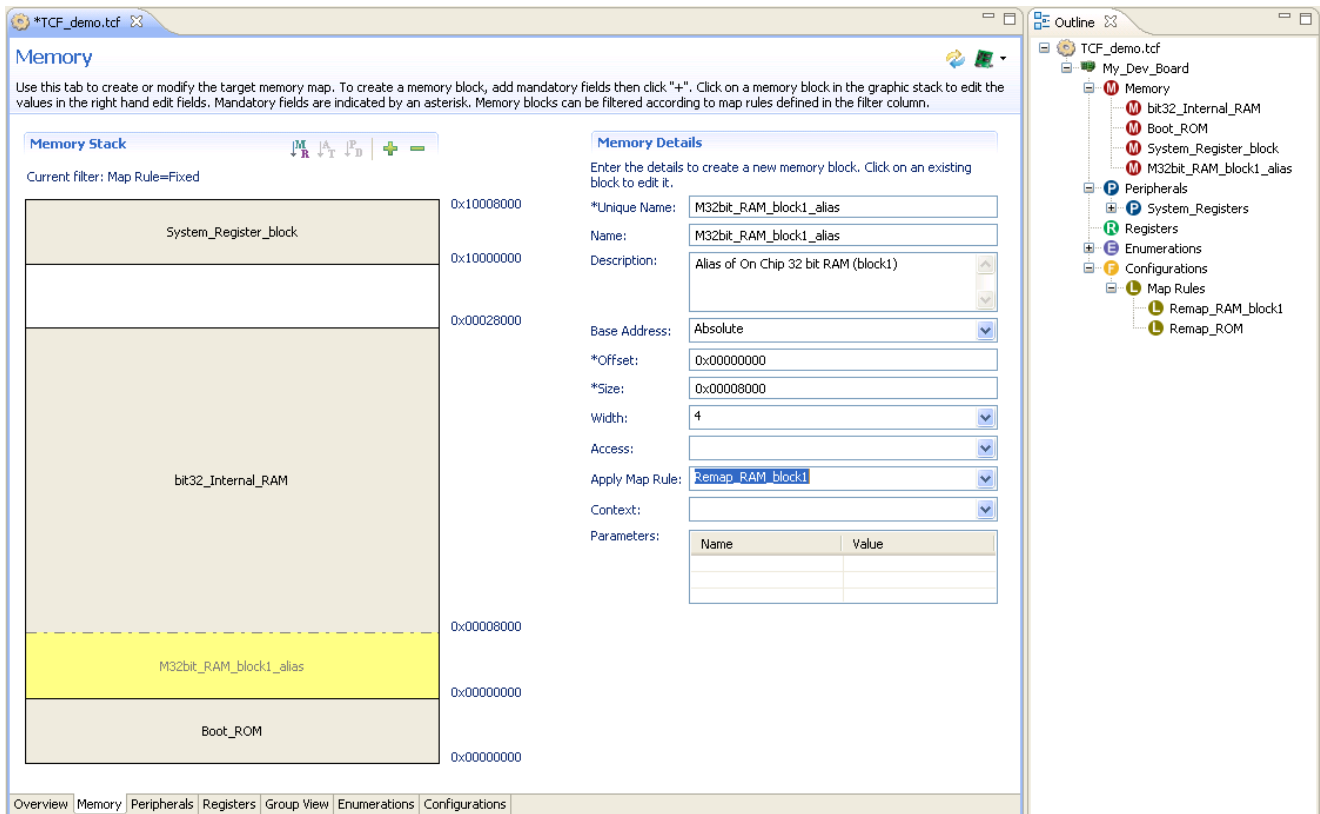 *TCF_demo.tcf
Memory
Use this tab to create or modify the target memory map. To create a memory block, add mandatory fields then click "+". Click on a memory block in the graphic stack to edit the
values in the right hand edit fields. Mandatory fields are indicated by an asterisk. Memory blocks can be filtered according to map rules defined in the filter column.
Memory Stack
M R A T P D
Current filter: Map Rule=Fixed
0x10008000
System_Register_block
0x10000000
0x00028000
bit32_Internal_RAM
0x00008000
M32bit_RAM_block1_alias
0x00000000
Boot_ROM
0x00000000
Memory Details
Enter the details to create a new memory block. Click on an existing
block to edit it.
*Unique Name: M32bit_RAM_block1_alias
Name: M32bit_RAM_block1_alias
Description: Alias of On Chip 32 bit RAM (block1)
Base Address: Absolute
*Offset: 0x00000000
*Size: 0x00008000
Width: 4
Access:
Apply Map Rule: Remap_RAM_block1
Context:
Parameters:
Name Value
Overview Memory Peripherals Registers Group View Enumerations Configurations
Outline
TCF_demo.tcf
My_Dev_Board
M Memory
M bit32_Internal_RAM
M Boot_ROM
M System_Register_block
M M32bit_RAM_block1_alias
P Peripherals
P System_Registers
R Registers
E Enumerations
F Configurations
L Map Rules
L Remap_RAM_block1
L Remap_ROM